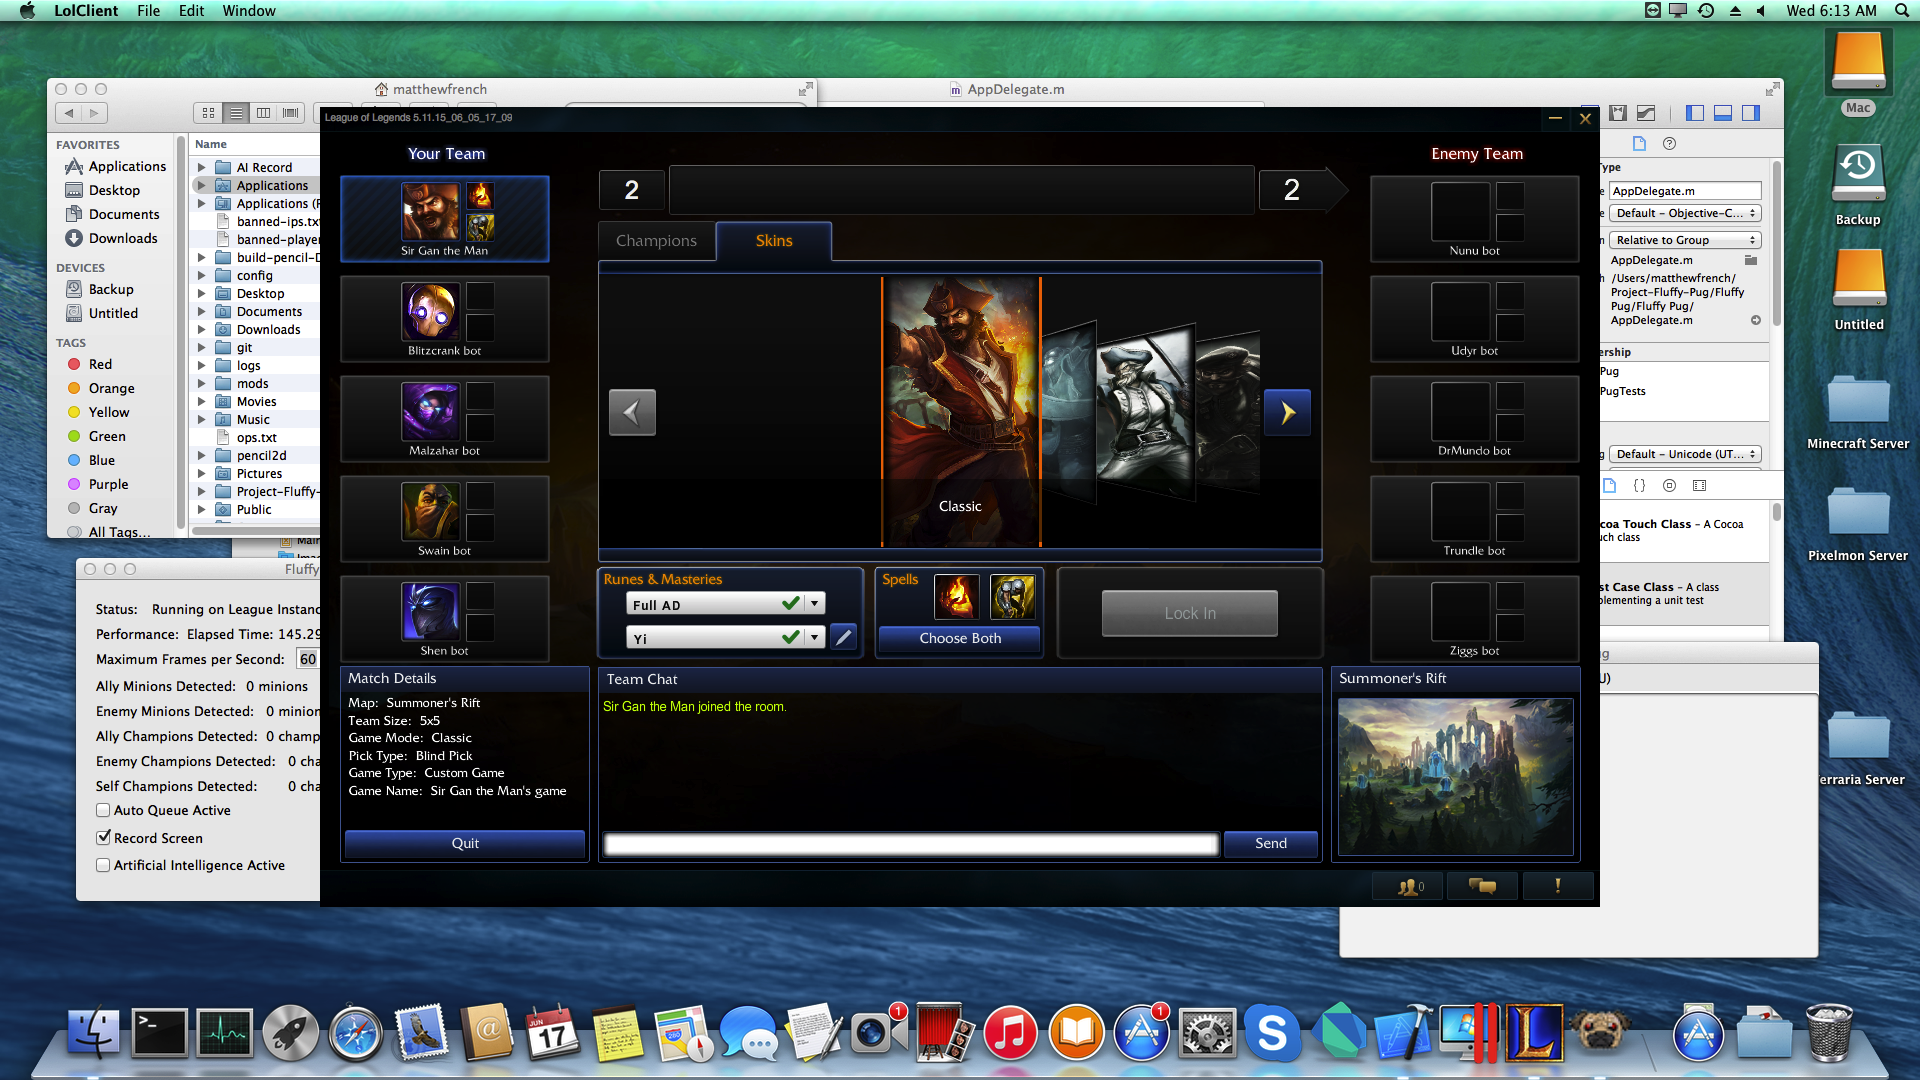 LolClient File Edit Window
Wed 6:13 AM
matthewfrench
AppDelegate.m
FAVORITES
Applications
Desktop
Documents
Downloads
DEVICES
Backup
Untitled
TAGS
Red
Orange
Yellow
Green
Blue
Purple
Gray
All Tags...
Name
AI Record
Applications
Applications (
banned-ips.tx
banned-player
build-pencil-D
config
Desktop
Documents
Downloads
git
logs
mods
Movies
Music
ops.txt
pencil2d
Pictures
Project-Fluffy-
Public
League of Legends 5.11.15_06_05_17_09
Your Team
Sir Gan the Man
Blitzcrank bot
Malzahar bot
Swain bot
Shen bot
2
2
Champions
Skins
Classic
Runes & Masteries
Full AD
Yi
Spells
Choose Both
Lock In
Enemy Team
Nunu bot
Udyr bot
DrMundo bot
Trundle bot
Ziggs bot
Match Details
Map: Summoner's Rift
Team Size: 5x5
Game Mode: Classic
Pick Type: Blind Pick
Game Type: Custom Game
Game Name: Sir Gan the Man's game
Quit
Team Chat
Sir Gan the Man joined the room.
Send
Summoner's Rift
0
Fluffy
Status: Running on League Instanc
Performance: Elapsed Time: 145.29
Maximum Frames per Second: 60
Ally Minions Detected: 0 minions
Enemy Minions Detected: 0 minion
Ally Champions Detected: 0 champ
Enemy Champions Detected: 0 cha
Self Champions Detected: 0 cha
Auto Queue Active
Record Screen
Artificial Intelligence Active
Type
AppDelegate.m
Default - Objective-C...
Relative to Group
AppDelegate.m
/Users/matthewfrench/
Project-Fluffy-Pug/Fluffy
Pug/Fluffy Pug/
AppDelegate.m
ership
Pug
PugTests
Default - Unicode (UT...
{ }
coa Touch Class - A Cocoa
uch class
st Case Class - A class
plementing a unit test
Mac
Backup
Untitled
Minecraft Server
Pixelmon Server
erraria Server
JUN
17
1
1